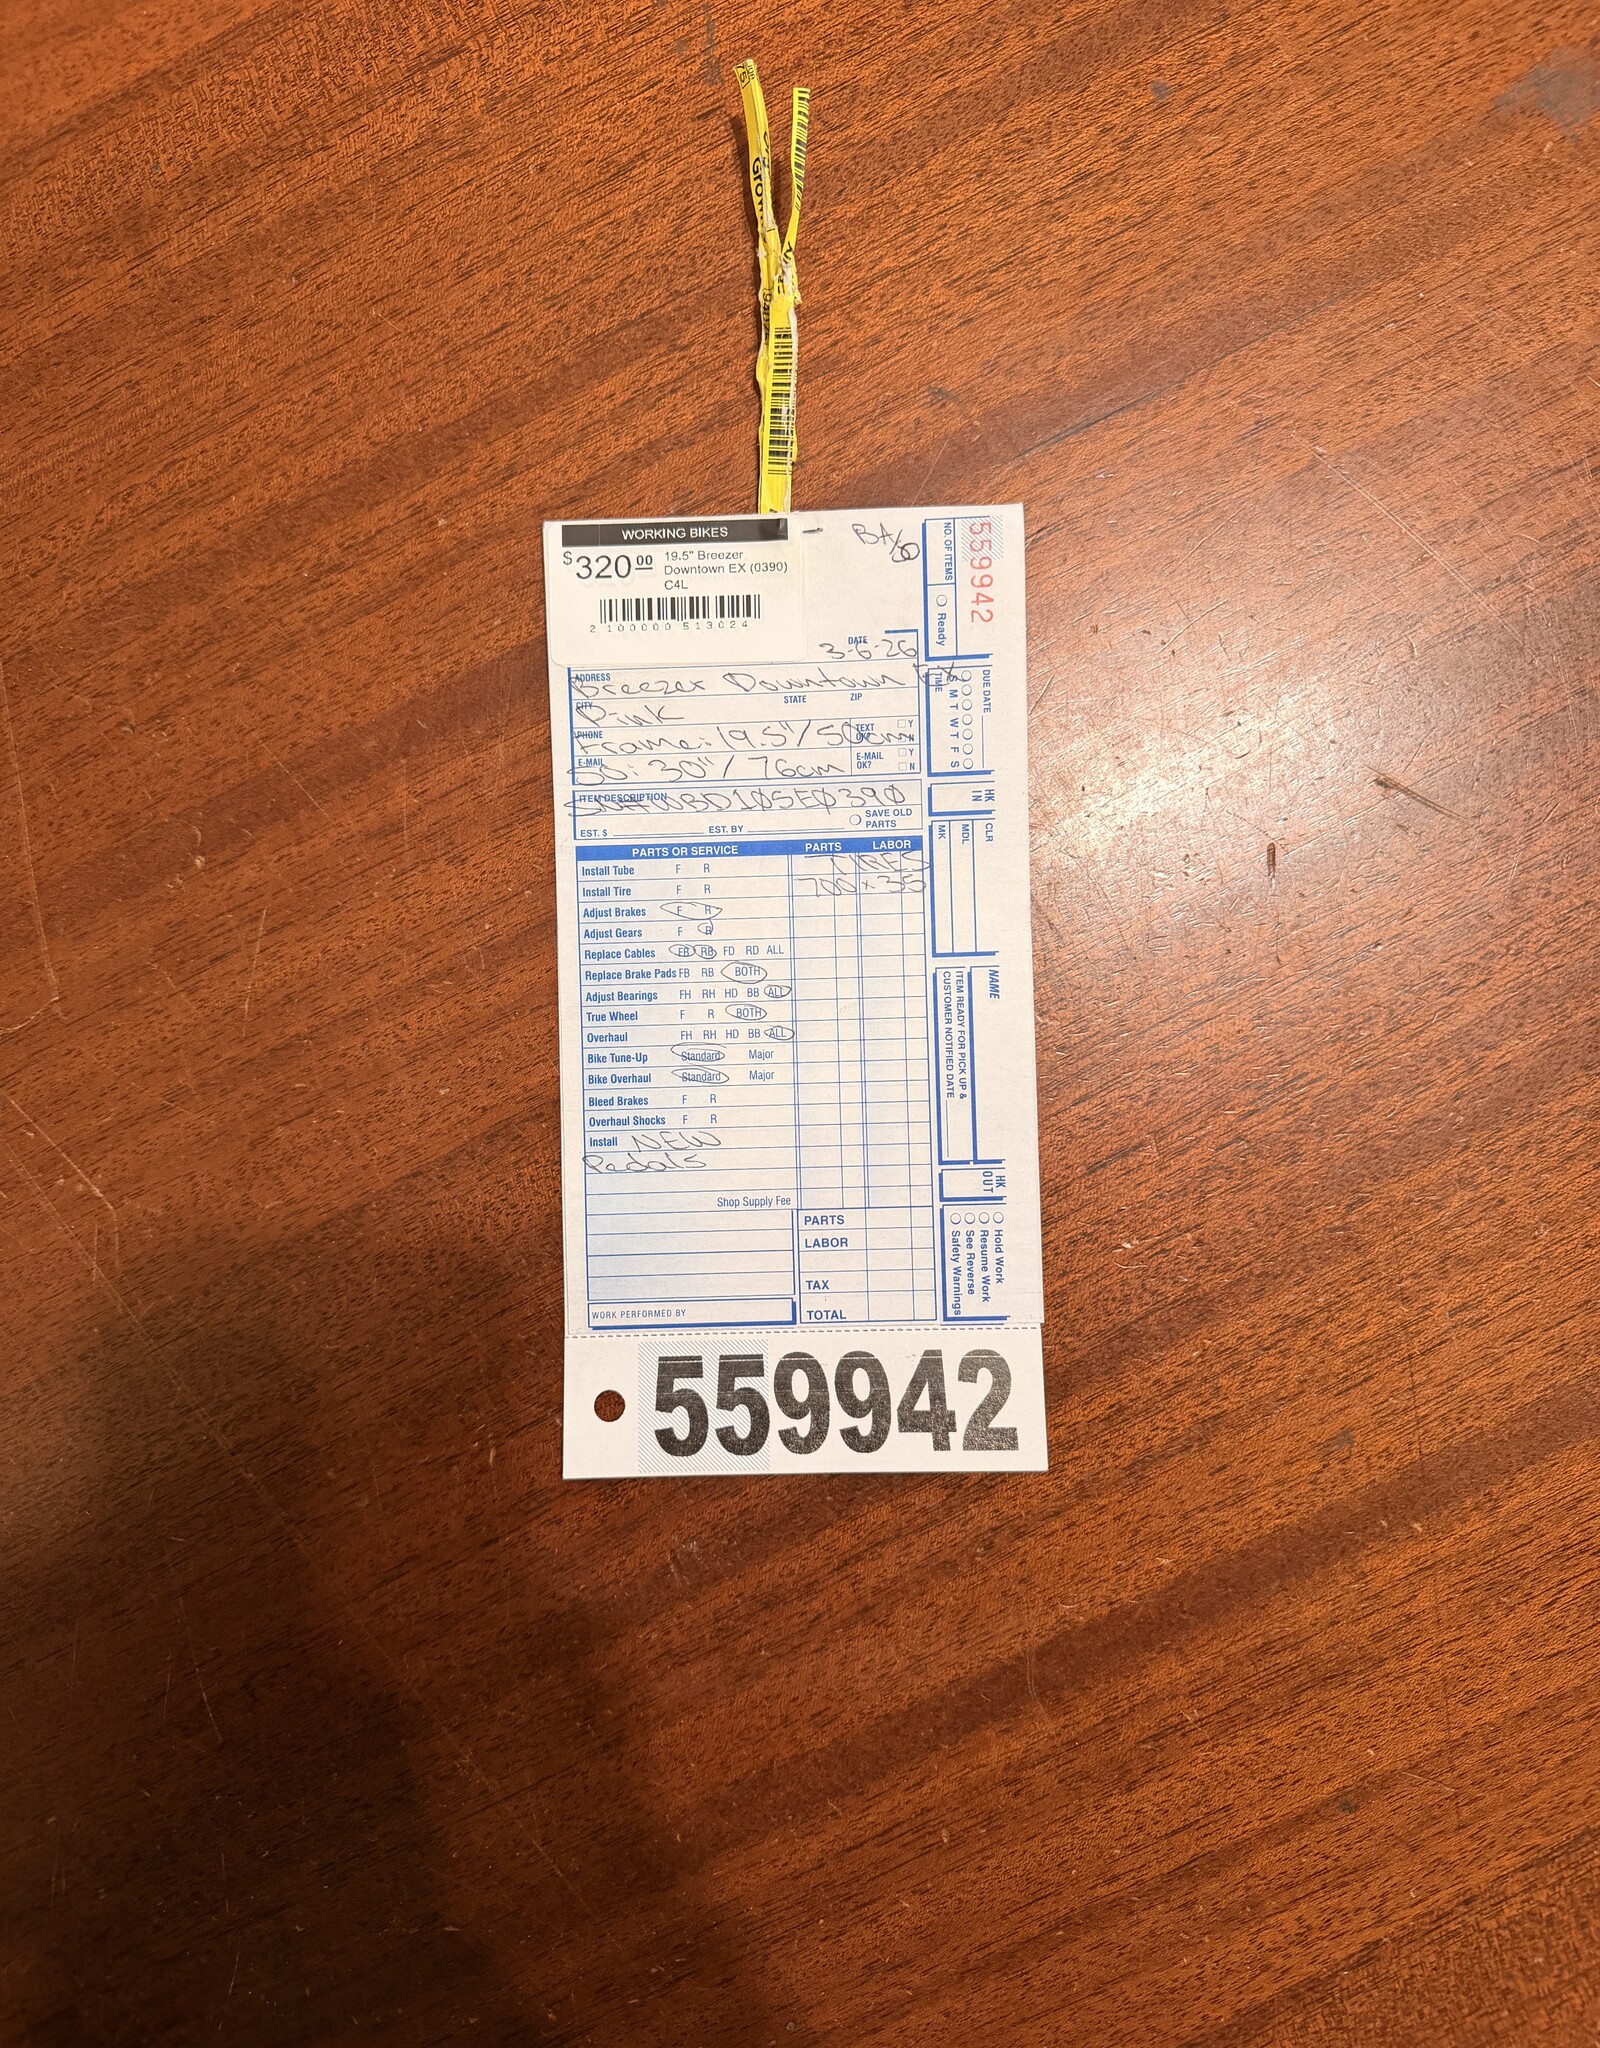 WORKING BIKES
$320.00 19.5" Breezer
Downtown EX (0390)
C4L
2 100000 513024
DATE
3-6-26
ADDRESS
Breezer Downtown EX
CITY STATE ZIP
Pink
PHONE TEXT OK? Y N
Frame: 19.5"/50cm
E-MAIL E-MAIL OK? Y N
SO: 30"/76cm
ITEM DESCRIPTION
SN#WBD1Ø5EØ39Ø
SAVE OLD PARTS
EST. $ EST. BY
PARTS OR SERVICE PARTS LABOR
Install Tube F R TIRES
Install Tire F R 700 x 35
Adjust Brakes F R
Adjust Gears F R
Replace Cables FB RB FD RD ALL
Replace Brake Pads FB RB BOTH
Adjust Bearings FH RH HD BB ALL
True Wheel F R BOTH
Overhaul FH RH HD BB ALL
Bike Tune-Up Standard Major
Bike Overhaul Standard Major
Bleed Brakes F R
Overhaul Shocks F R
Install NEW
Pedals
Shop Supply Fee
PARTS
LABOR
TAX
WORK PERFORMED BY TOTAL
559942
NO. OF ITEMS
Ready
DUE DATE
S M T W T F S
TIME
HK IN
CLR
MDL
MK
NAME
ITEM READY FOR PICK UP &
CUSTOMER NOTIFIED DATE
HK OUT
Hold Work
Resume Work
See Reverse
Safety Warnings
559942